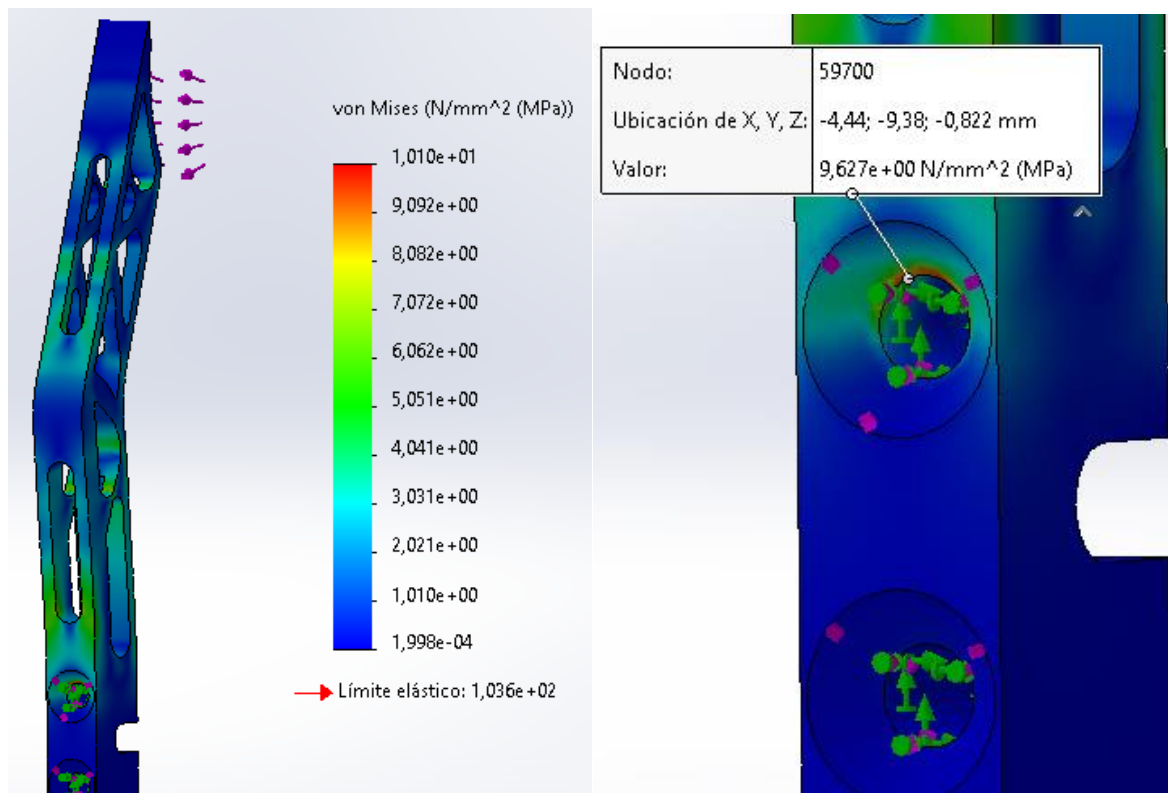 von Mises (N/mm^2 (MPa))
1,010e+01
9,092e+00
8,082e+00
7,072e+00
6,062e+00
5,051e+00
4,041e+00
3,031e+00
2,021e+00
1,010e+00
1,998e-04
Límite elástico: 1,036e+02
Nodo: 59700
Ubicación de X, Y, Z: -4,44; -9,38; -0,822 mm
Valor: 9,627e+00 N/mm^2 (MPa)